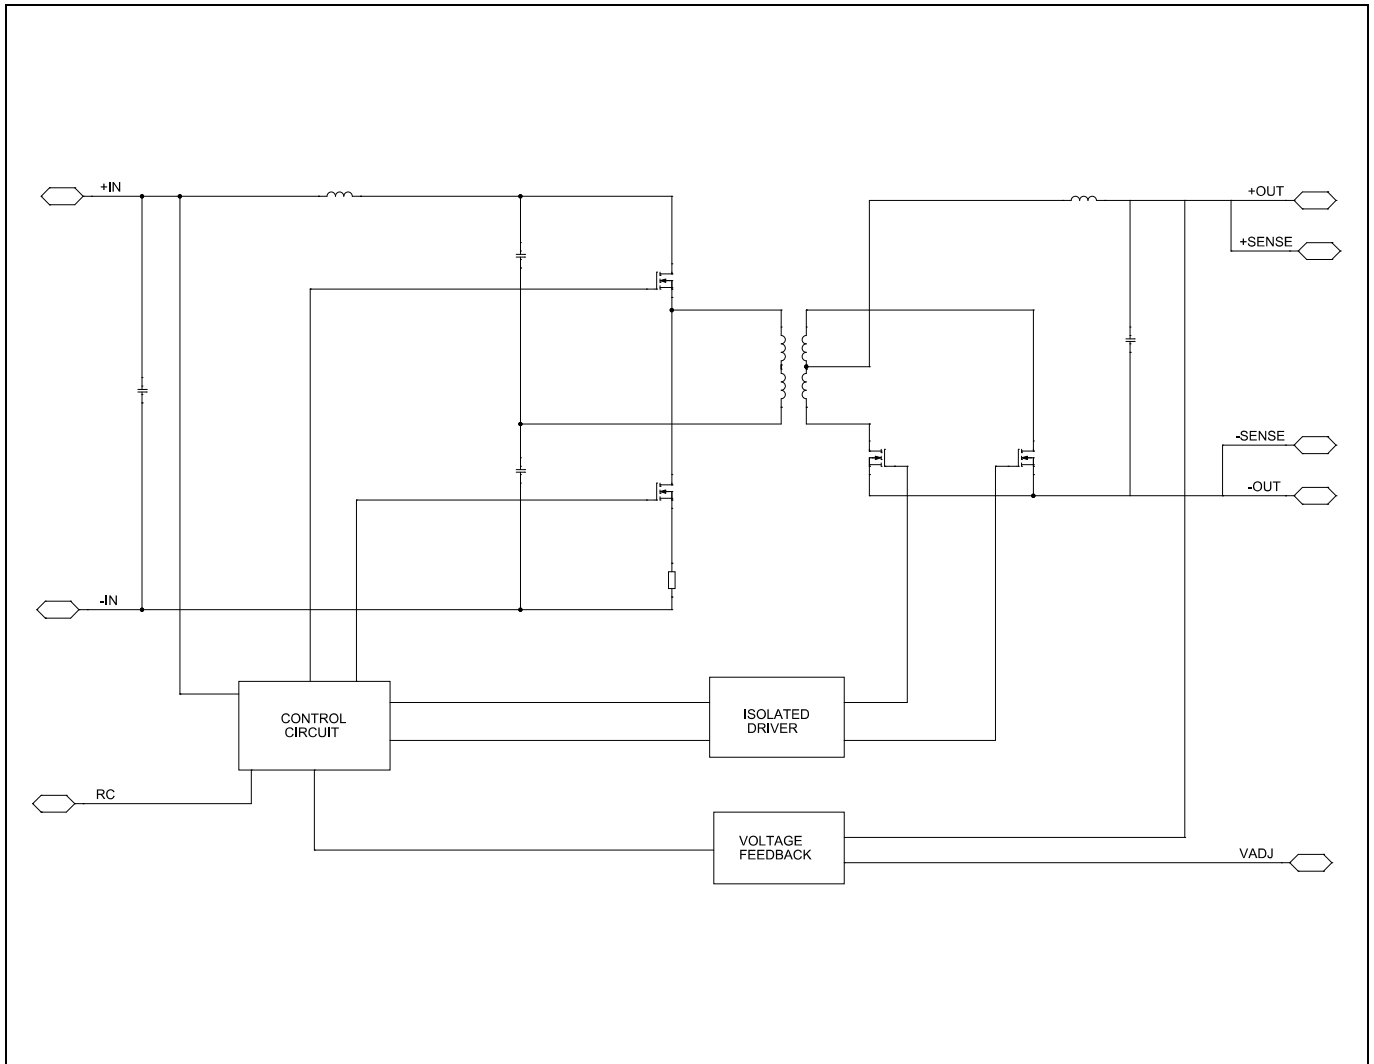 +IN
+OUT
+SENSE
-SENSE
-OUT
-IN
CONTROL
CIRCUIT
ISOLATED
DRIVER
RC
VOLTAGE
FEEDBACK
VADJ